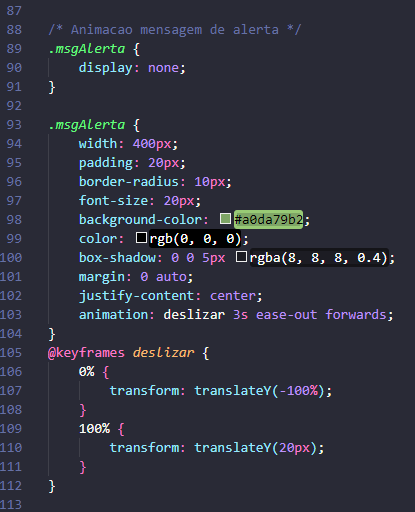 87
88 /* Animacao mensagem de alerta */
89 .msgAlerta {
90     display: none;
91 }
92
93 .msgAlerta {
94     width: 400px;
95     padding: 20px;
96     border-radius: 10px;
97     font-size: 20px;
98     background-color: #a0da79b2;
99     color: rgb(0, 0, 0);
100     box-shadow: 0 0 5px rgba(8, 8, 8, 0.4);
101     margin: 0 auto;
102     justify-content: center;
103     animation: deslizar 3s ease-out forwards;
104 }
105 @keyframes deslizar {
106     0% {
107         transform: translateY(-100%);
108     }
109     100% {
110         transform: translateY(20px);
111     }
112 }
113